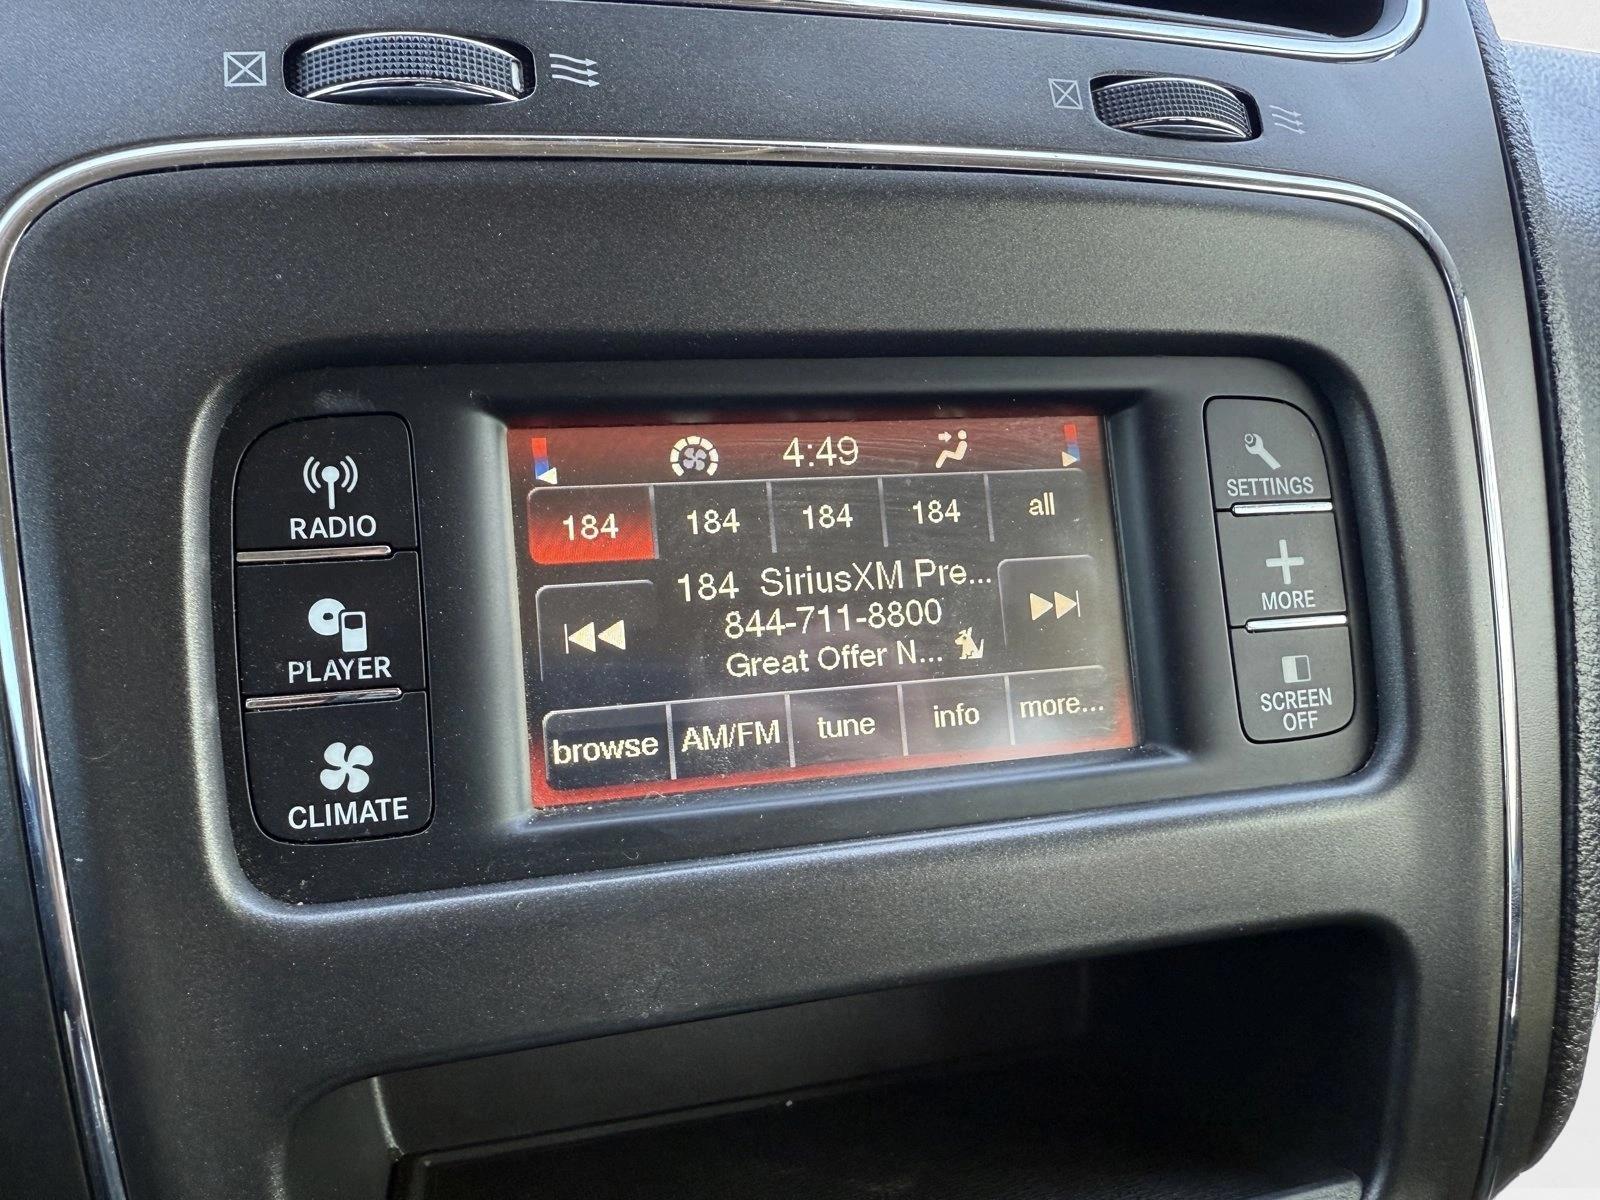 4:49
184 184 184 184 all
184 SiriusXM Pre...
844-711-8800
Great Offer N...
browse AM/FM tune info more...
RADIO
PLAYER
CLIMATE
SETTINGS
MORE
SCREEN
OFF